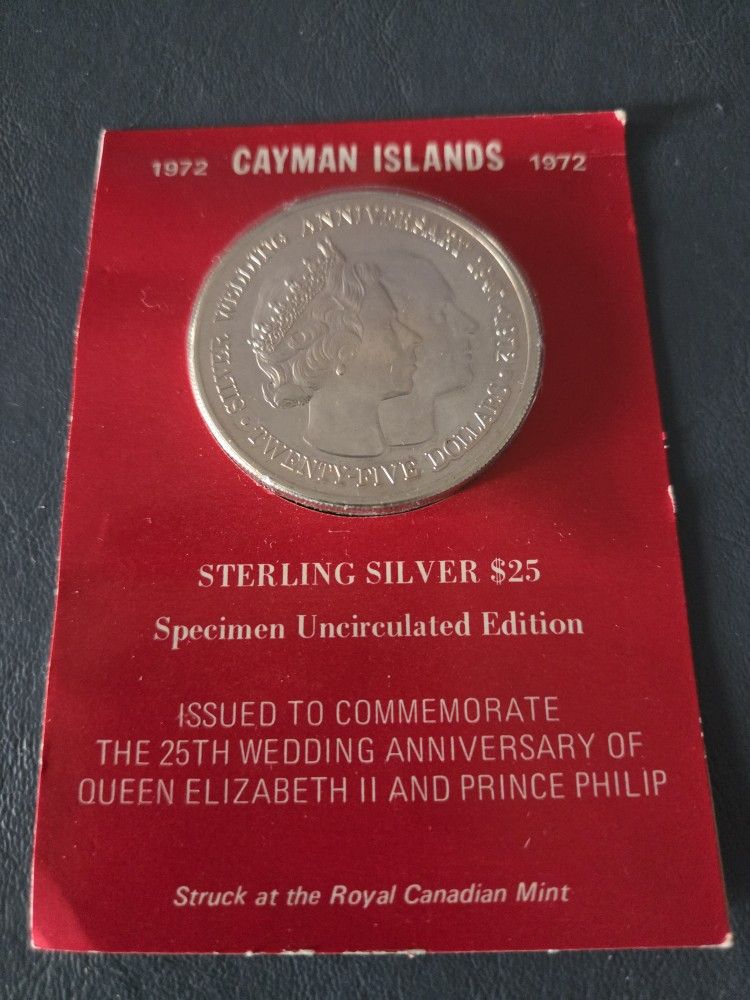 1972 CAYMAN ISLANDS 1972
SILVER WEDDING ANNIVERSARY 1947-1972
· TWENTY-FIVE DOLLARS ·
STERLING SILVER $25
Specimen Uncirculated Edition
ISSUED TO COMMEMORATE
THE 25TH WEDDING ANNIVERSARY OF
QUEEN ELIZABETH II AND PRINCE PHILIP
Struck at the Royal Canadian Mint